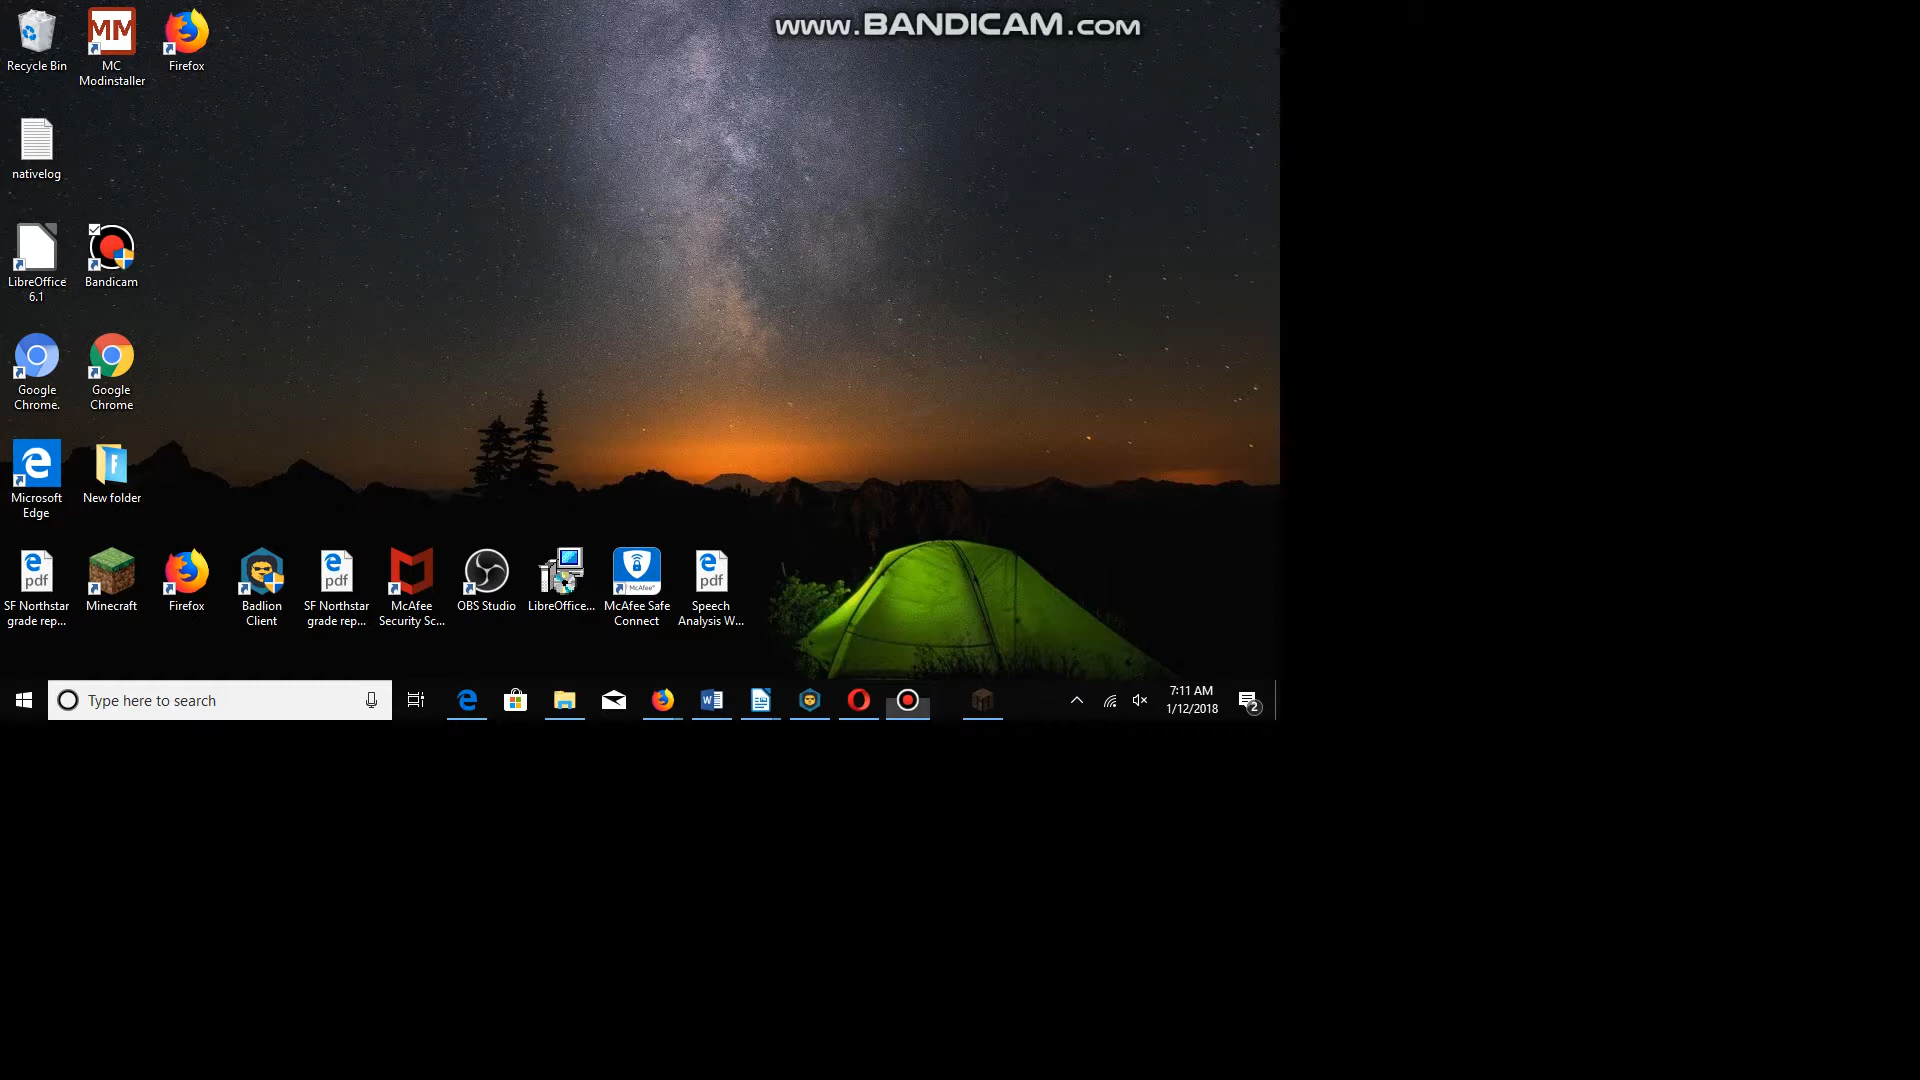 www.BANDICAM.com
Recycle Bin
MC
Modinstaller
Firefox
nativelog
LibreOffice
6.1
Bandicam
Google
Chrome.
Google
Chrome
Microsoft
Edge
New folder
SF Northstar
grade rep...
Minecraft
Firefox
Badlion
Client
SF Northstar
grade rep...
McAfee
Security Sc...
OBS Studio
LibreOffice...
McAfee Safe
Connect
Speech
Analysis W...
Type here to search
7:11 AM
1/12/2018
2